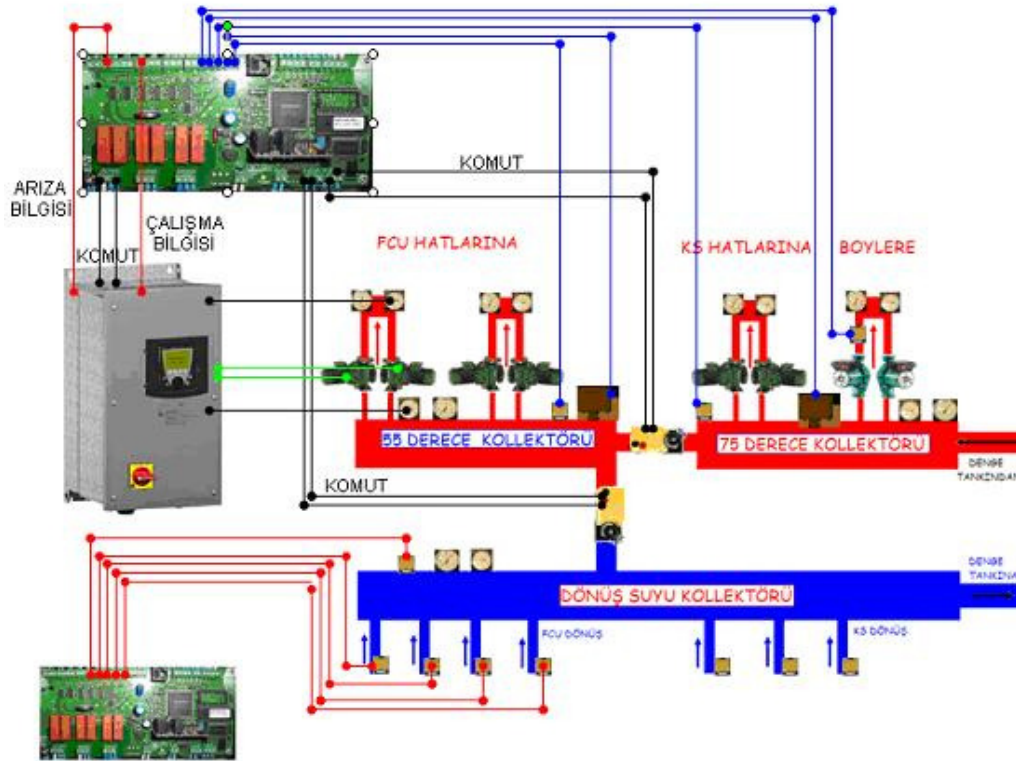 KOMUT
ARIZA
BİLGİSİ
ÇALIŞMA
BİLGİSİ
KOMUT
FCU HATLARINA
KS HATLARINA
BOYLERE
55 DERECE KOLLEKTÖRÜ
75 DERECE KOLLEKTÖRÜ
DENGE
TANKINDAN
KOMUT
DENGE
TANKINA
DÖNÜŞ SUYU KOLLEKTÖRÜ
FCU DÖNÜŞ
KS DÖNÜŞ